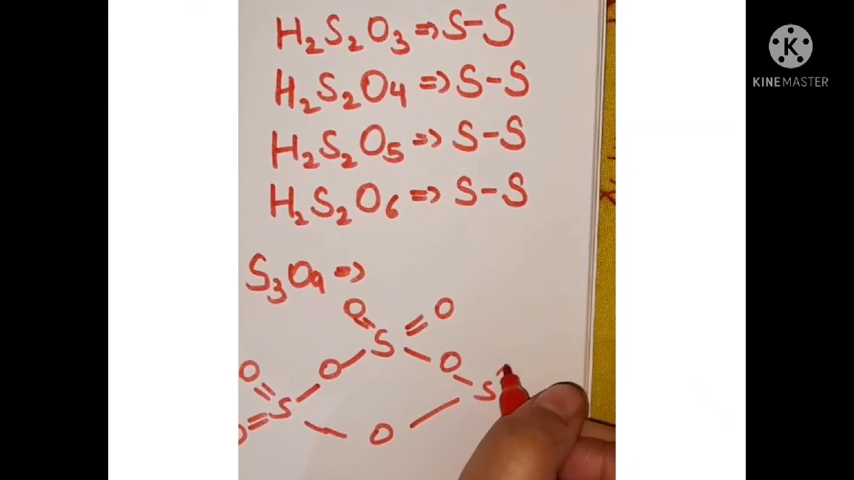 H2S2O3 => S-S
H2S2O4 => S-S
H2S2O5 => S-S
H2S2O6 => S-S
S3O9 =>
O O
S
O O O
S S
O O
K
KINEMASTER